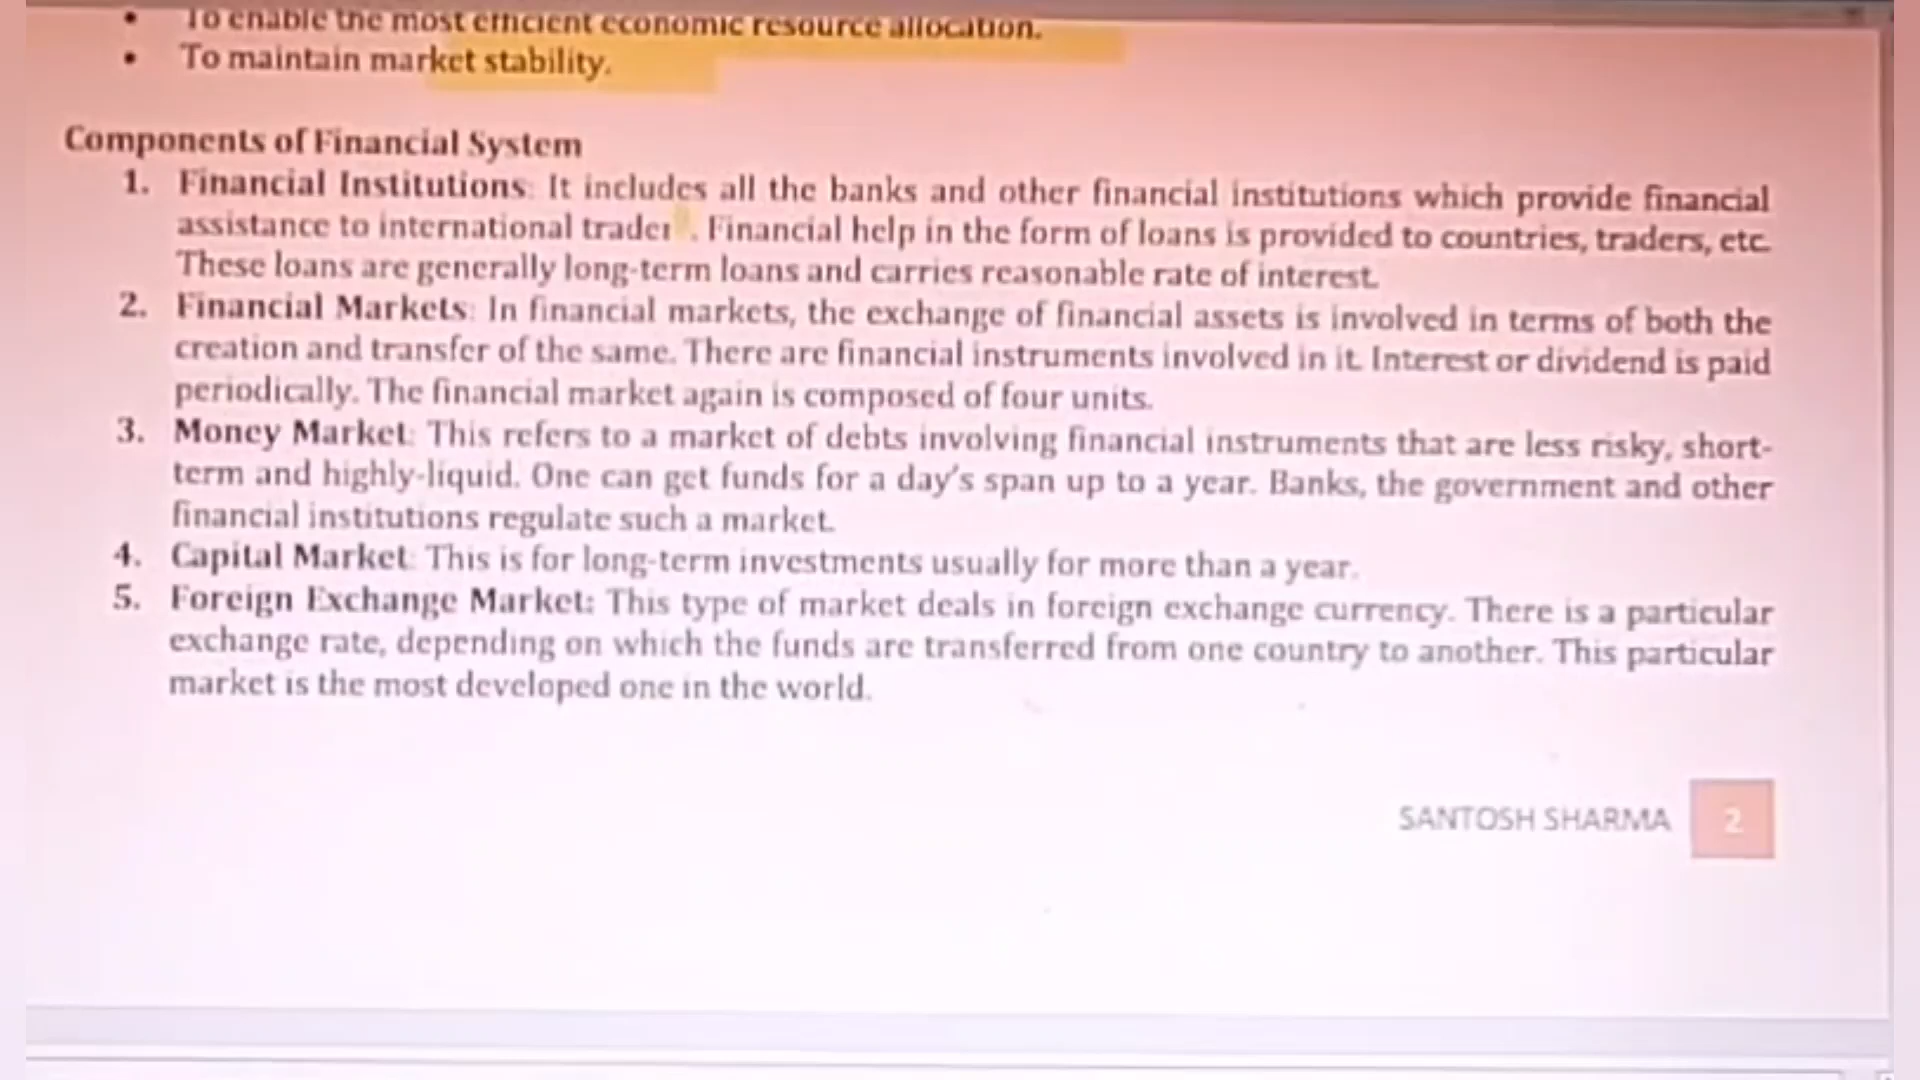 • To enable the most efficient economic resource allocation.
• To maintain market stability.
Components of Financial System
1. Financial Institutions: It includes all the banks and other financial institutions which provide financial
assistance to international trader . Financial help in the form of loans is provided to countries, traders, etc.
These loans are generally long-term loans and carries reasonable rate of interest.
2. Financial Markets: In financial markets, the exchange of financial assets is involved in terms of both the
creation and transfer of the same. There are financial instruments involved in it. Interest or dividend is paid
periodically. The financial market again is composed of four units.
3. Money Market: This refers to a market of debts involving financial instruments that are less risky, short-
term and highly-liquid. One can get funds for a day's span up to a year. Banks, the government and other
financial institutions regulate such a market.
4. Capital Market: This is for long-term investments usually for more than a year.
5. Foreign Exchange Market: This type of market deals in foreign exchange currency. There is a particular
exchange rate, depending on which the funds are transferred from one country to another. This particular
market is the most developed one in the world.
SANTOSH SHARMA 2